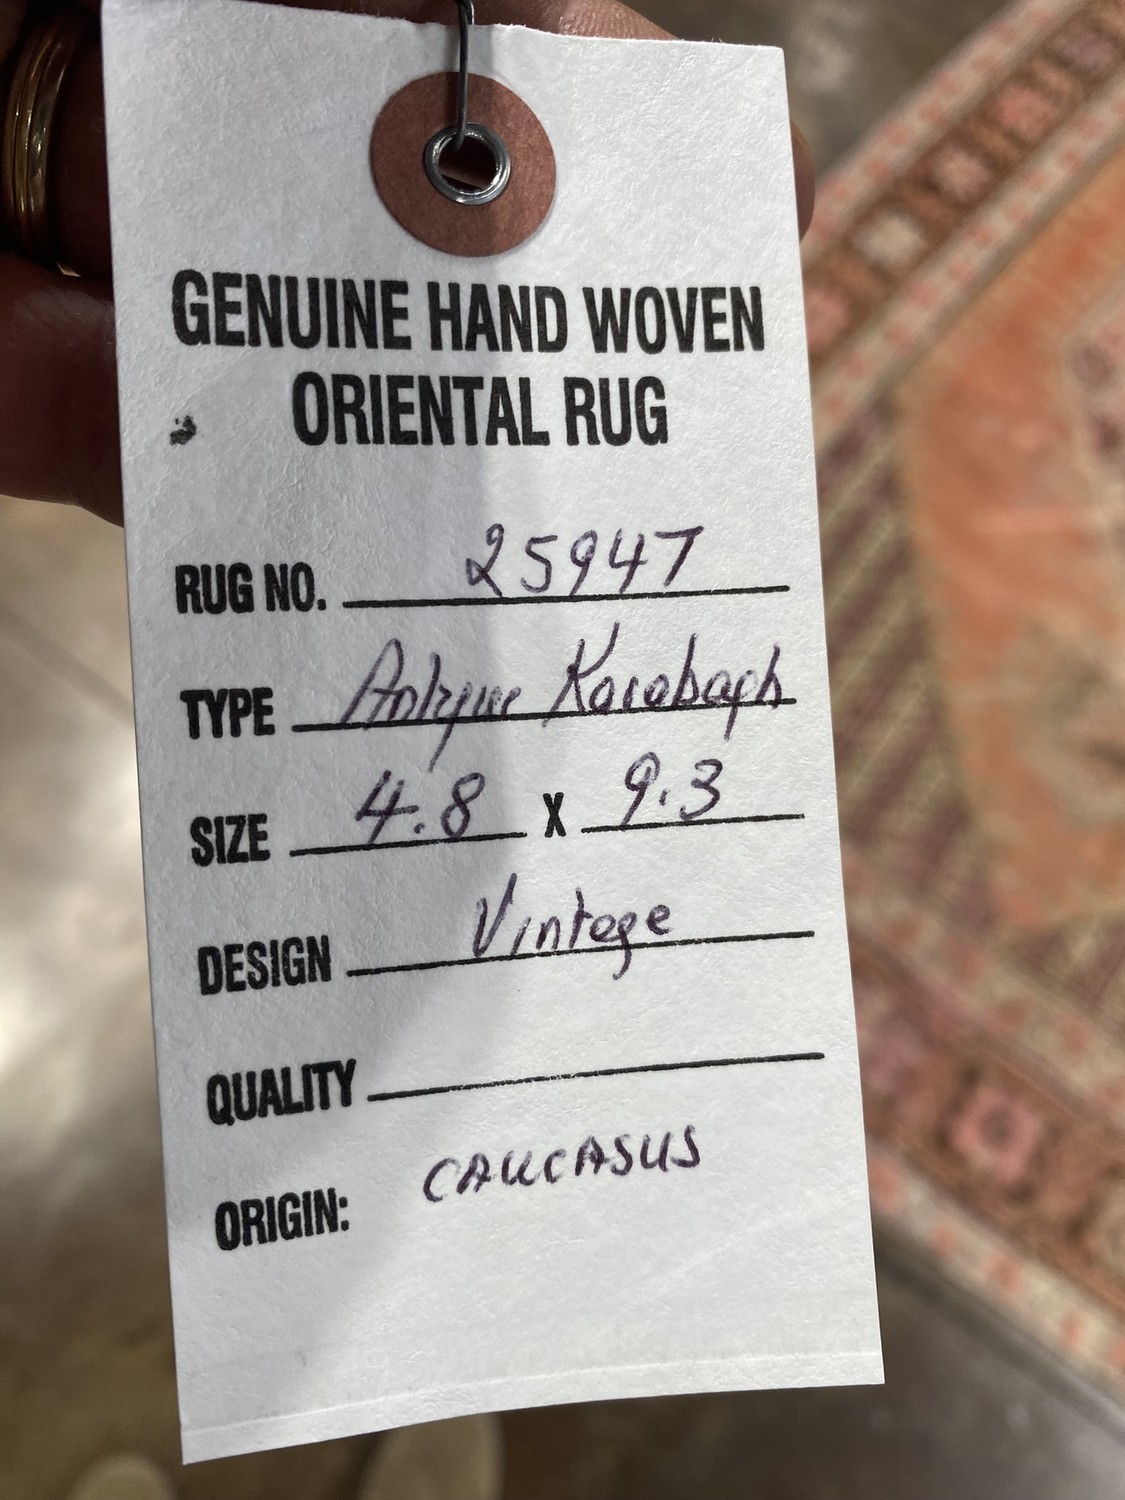 GENUINE HAND WOVEN
ORIENTAL RUG
RUG NO. 25947
TYPE Antique Karabagh
SIZE 4.8 X 9.3
DESIGN Vintage
QUALITY
ORIGIN: CAUCASUS